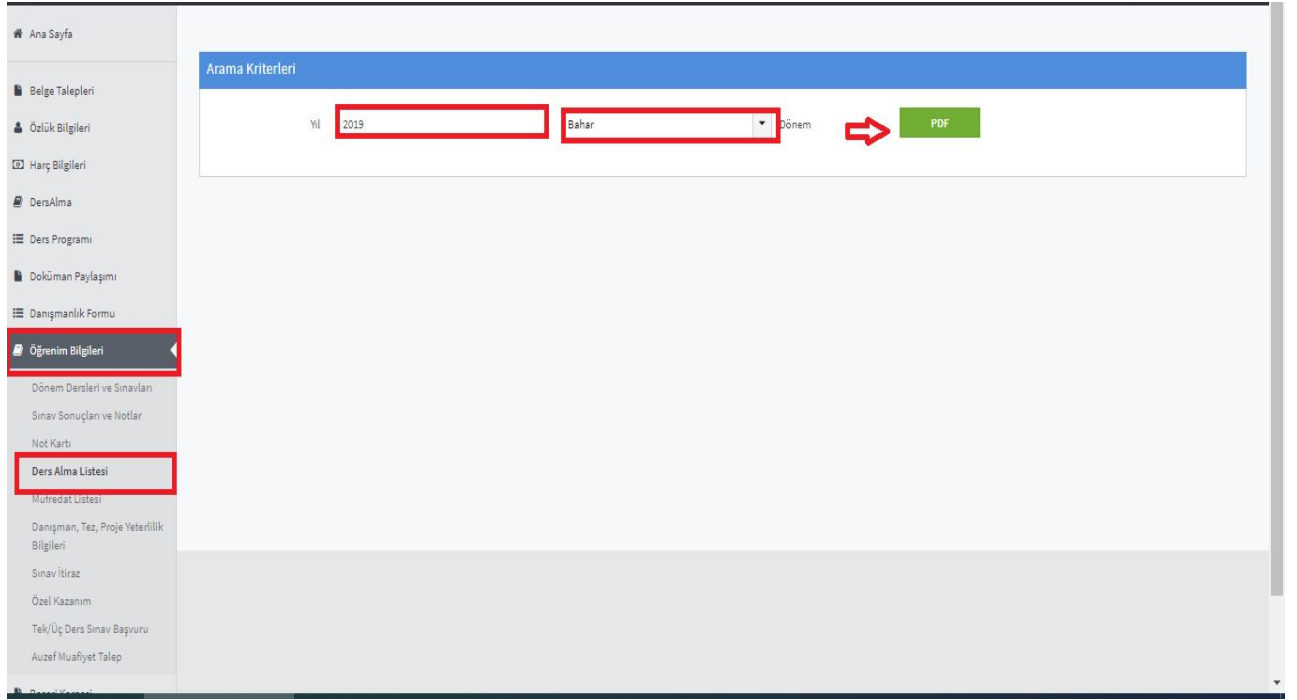 Ana Sayfa
Belge Talepleri
Özlük Bilgileri
Harç Bilgileri
DersAlma
Ders Programı
Doküman Paylaşımı
Danışmanlık Formu
Öğrenim Bilgileri
Dönem Dersleri ve Sınavları
Sınav Sonuçları ve Notlar
Not Kartı
Ders Alma Listesi
Müfredat Listesi
Danışman, Tez, Proje Yeterlilik
Bilgileri
Sınav İtiraz
Özel Kazanım
Tek/Üç Ders Sınav Başvuru
Auzef Muafiyet Talep
Arama Kriterleri
Yıl 2019 Bahar Dönem PDF